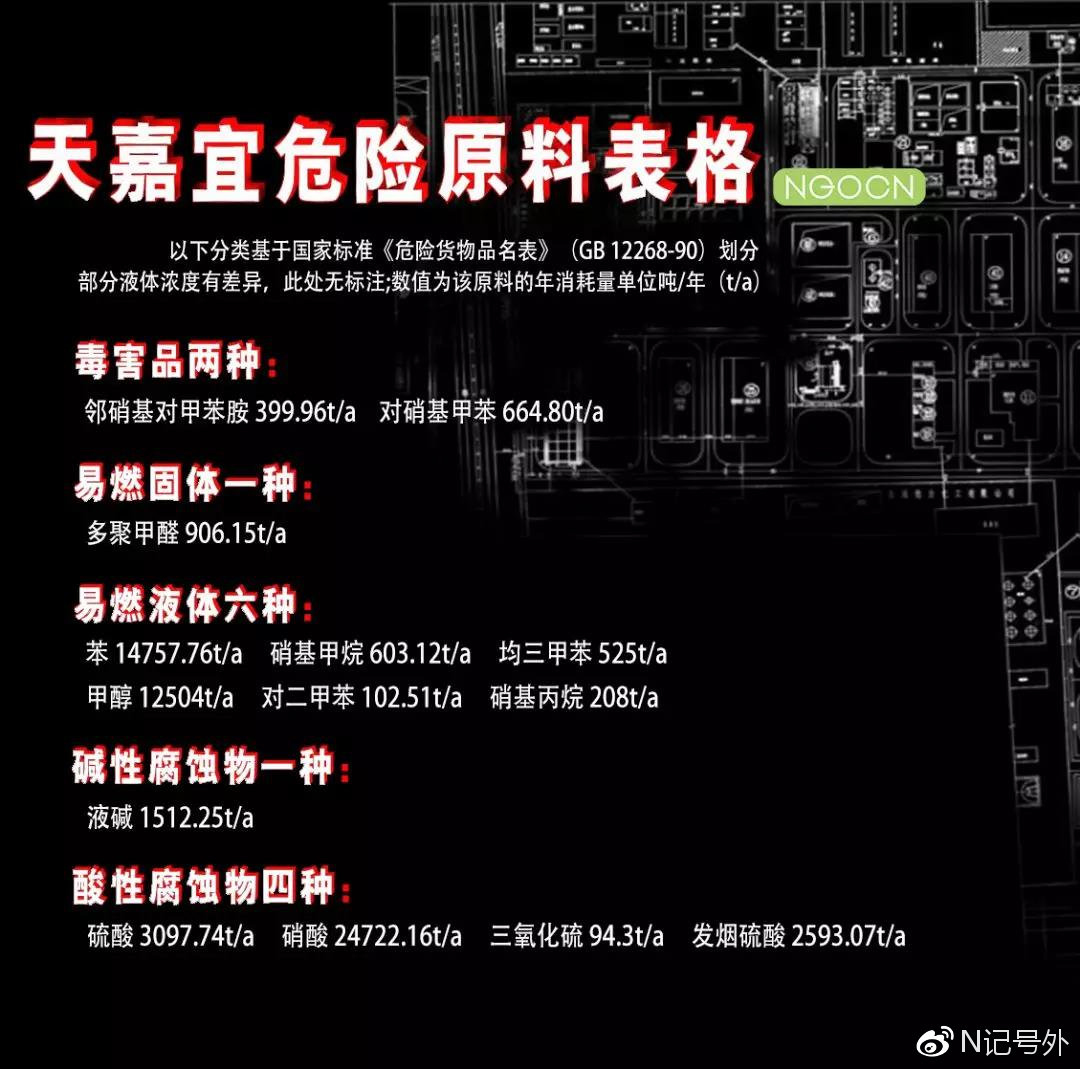 天嘉宜危险原料表格
NGOCN
以下分类基于国家标准《危险货物品名表》（GB 12268-90）划分
部分液体浓度有差异，此处无标注;数值为该原料的年消耗量单位吨/年（t/a）
毒害品两种：
邻硝基对甲苯胺 399.96t/a 对硝基甲苯 664.80t/a
易燃固体一种：
多聚甲醛 906.15t/a
易燃液体六种：
苯 14757.76t/a 硝基甲烷 603.12t/a 均三甲苯 525t/a
甲醇 12504t/a 对二甲苯 102.51t/a 硝基丙烷 208t/a
碱性腐蚀物一种：
液碱 1512.25t/a
酸性腐蚀物四种：
硫酸 3097.74t/a 硝酸 24722.16t/a 三氧化硫 94.3t/a 发烟硫酸 2593.07t/a
N记号外